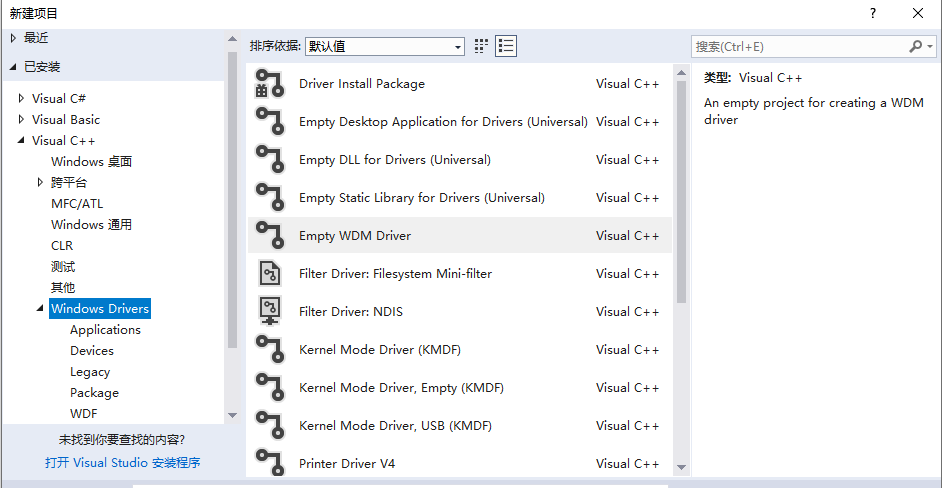 新建项目
? ×
最近
已安装
Visual C#
Visual Basic
Visual C++
Windows 桌面
跨平台
MFC/ATL
Windows 通用
CLR
测试
其他
Windows Drivers
Applications
Devices
Legacy
Package
WDF
未找到你要查找的内容?
打开 Visual Studio 安装程序
排序依据: 默认值
Driver Install Package Visual C++
Empty Desktop Application for Drivers (Universal) Visual C++
Empty DLL for Drivers (Universal) Visual C++
Empty Static Library for Drivers (Universal) Visual C++
Empty WDM Driver Visual C++
Filter Driver: Filesystem Mini-filter Visual C++
Filter Driver: NDIS Visual C++
Kernel Mode Driver (KMDF) Visual C++
Kernel Mode Driver, Empty (KMDF) Visual C++
Kernel Mode Driver, USB (KMDF) Visual C++
Printer Driver V4 Visual C++
搜索(Ctrl+E)
类型: Visual C++
An empty project for creating a WDM
driver